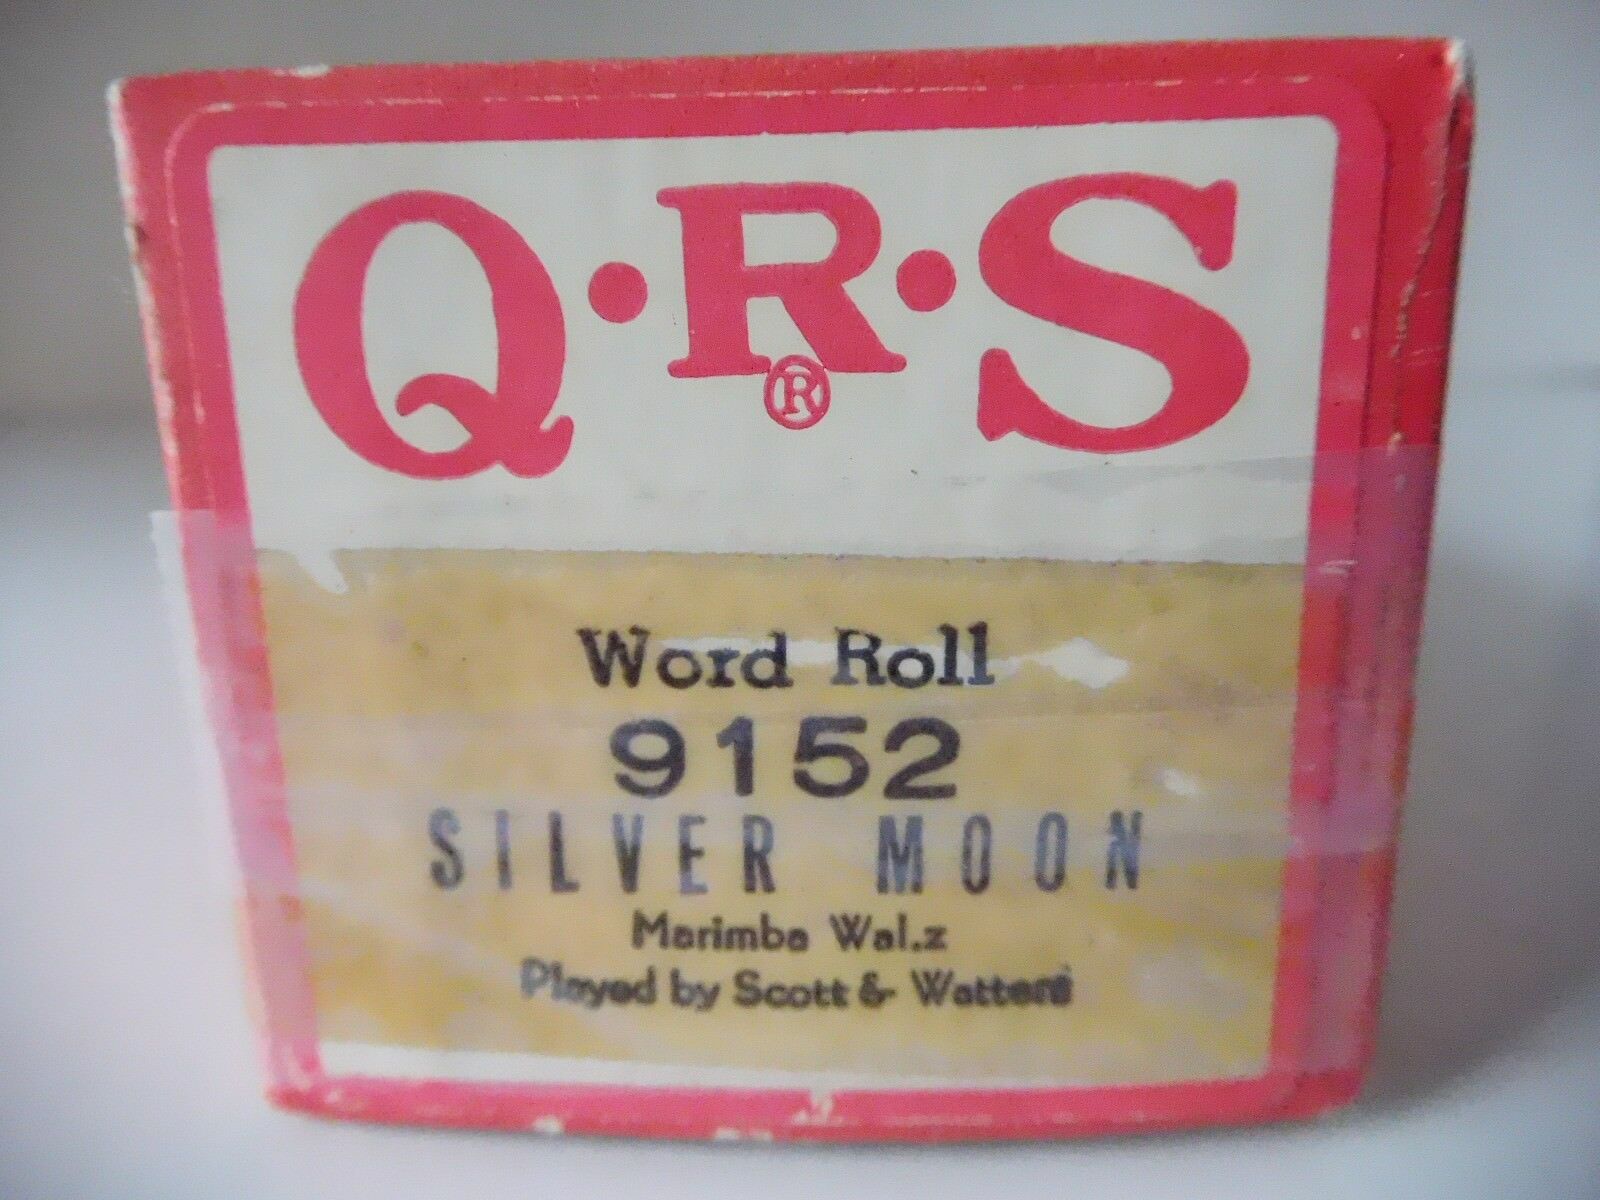 Q·R·S
®
Word Roll
9152
SILVER MOON
Marimba Wal.z
Played by Scott & Watters